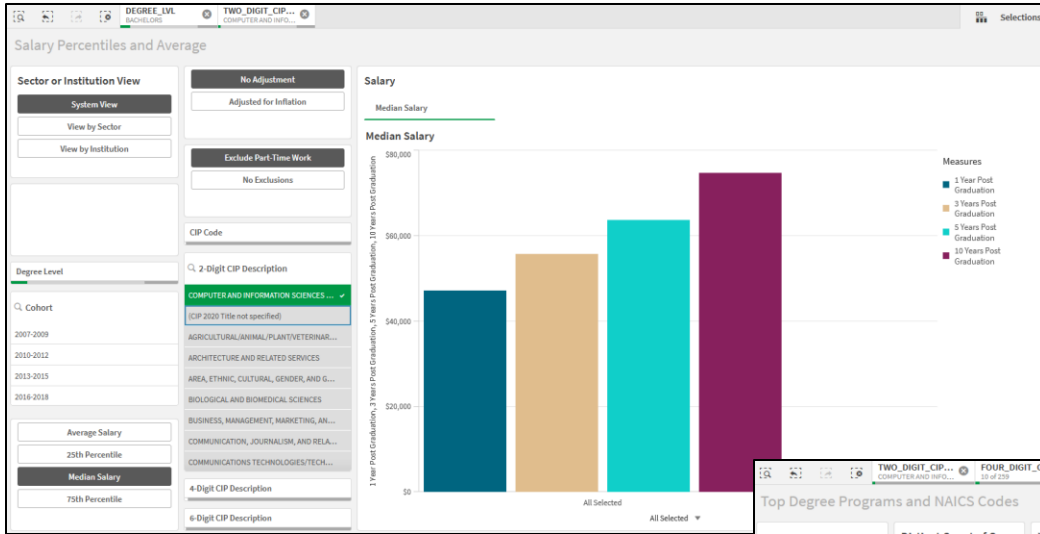 DEGREE_LVL
BACHELORS
TWO_DIGIT_CIP...
COMPUTER AND INFO...
Selections
Salary Percentiles and Average
Sector or Institution View
System View
View by Sector
View by Institution
Degree Level
Cohort
2007-2009
2010-2012
2013-2015
2016-2018
Average Salary
25th Percentile
Median Salary
75th Percentile
No Adjustment
Adjusted for Inflation
Exclude Part-Time Work
No Exclusions
CIP Code
2-Digit CIP Description
COMPUTER AND INFORMATION SCIENCES ...
(CIP 2020 Title not specified)
AGRICULTURAL/ANIMAL/PLANT/VETERINAR...
ARCHITECTURE AND RELATED SERVICES
AREA, ETHNIC, CULTURAL, GENDER, AND G...
BIOLOGICAL AND BIOMEDICAL SCIENCES
BUSINESS, MANAGEMENT, MARKETING, AN...
COMMUNICATION, JOURNALISM, AND RELA...
COMMUNICATIONS TECHNOLOGIES/TECH...
4-Digit CIP Description
6-Digit CIP Description
Salary
Median Salary
Median Salary
1 Year Post Graduation, 3 Years Post Graduation, 5 Years Post Graduation, 10 Years Post Graduation
$80,000
$60,000
$40,000
$20,000
$0
All Selected
All Selected
Measures
1 Year Post
Graduation
3 Years Post
Graduation
5 Years Post
Graduation
10 Years Post
Graduation
TWO_DIGIT_CIP...
COMPUTER AND INFO...
FOUR_DIGIT_C
10 of 259
Top Degree Programs and NAICS Codes